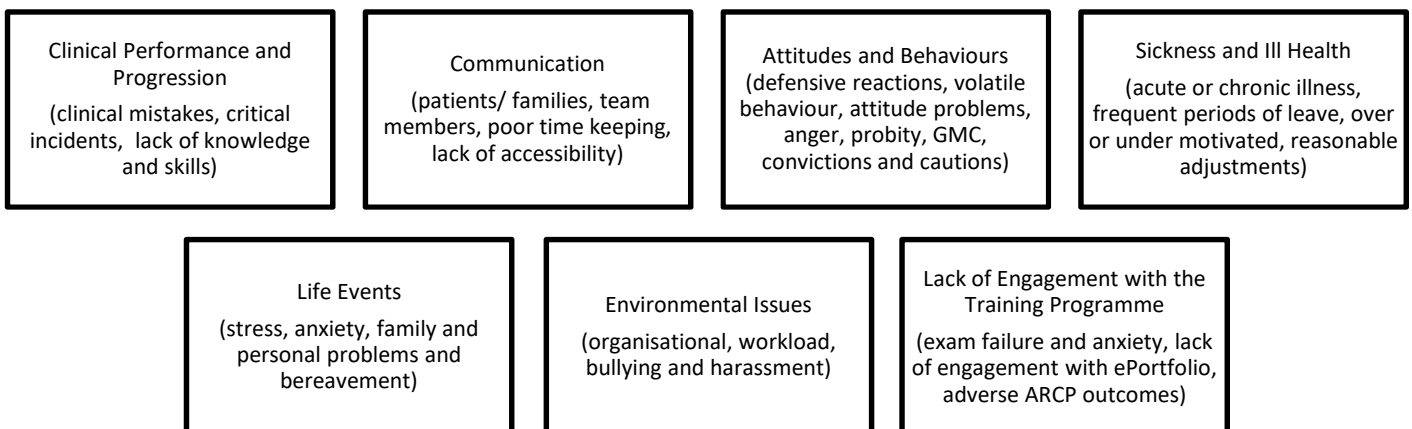 Clinical Performance and
Progression
(clinical mistakes, critical
incidents, lack of knowledge
and skills)
Communication
(patients/ families, team
members, poor time keeping,
lack of accessibility)
Attitudes and Behaviours
(defensive reactions, volatile
behaviour, attitude problems,
anger, probity, GMC,
convictions and cautions)
Sickness and Ill Health
(acute or chronic illness,
frequent periods of leave, over
or under motivated, reasonable
adjustments)
Life Events
(stress, anxiety, family and
personal problems and
bereavement)
Environmental Issues
(organisational, workload,
bullying and harassment)
Lack of Engagement with the
Training Programme
(exam failure and anxiety, lack
of engagement with ePortfolio,
adverse ARCP outcomes)